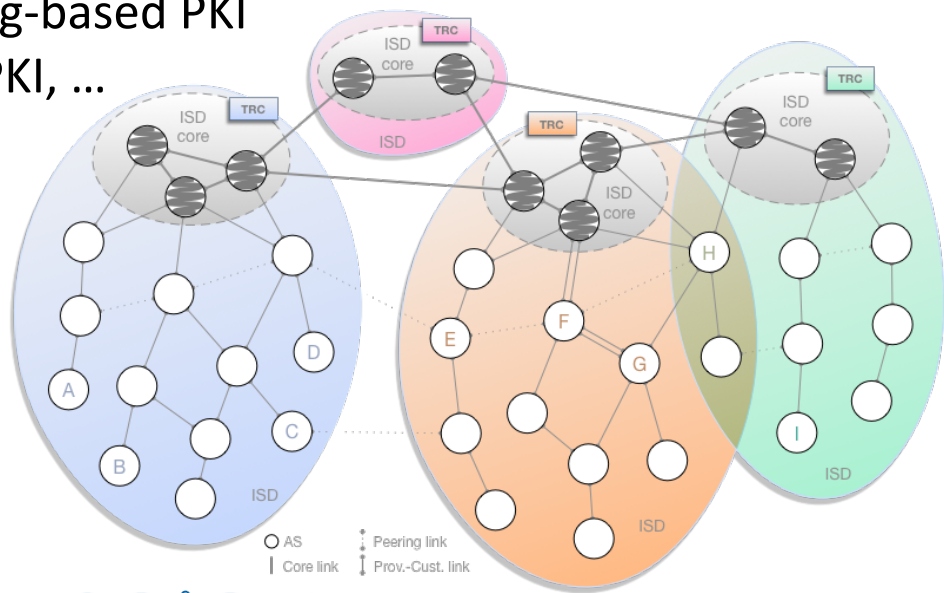 g-based PKI
PKI, ...
TRC
ISD
core
ISD
TRC
ISD
core
TRC
ISD
core
TRC
ISD
core
H
E
F
G
D
A
C
B
I
ISD
ISD
ISD
AS
Peering link
Core link
Prov.-Cust. link